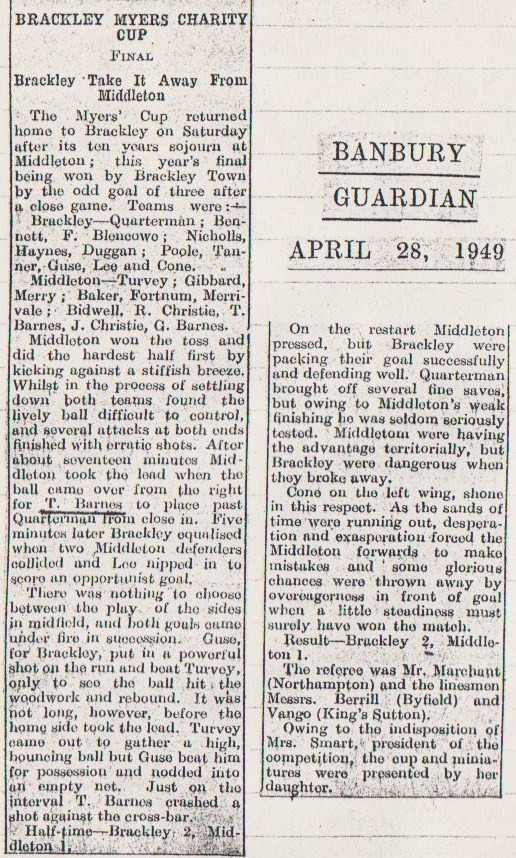 BRACKLEY MYERS CHARITY
CUP
FINAL
Brackley Take It Away From
Middleton
The Myers' Cup returned
home to Brackley on Saturday
after its ten years sojourn at
Middleton; this year's final
being won by Brackley Town
by the odd goal of three after
a close game. Teams were:—
Brackley—Quarterman; Ben-
nett, F. Blencowe; Nicholls,
Haynes, Duggan; Poole, Tan-
ner, Guse, Lee and Cone.
Middleton—Turvey; Gibbard,
Merry; Baker, Fortnum, Merri-
vale; Bidwell, R. Christie, T.
Barnes, J. Christie, G. Barnes.
Middleton won the toss and
did the hardest half first by
kicking against a stiffish breeze.
Whilst in the process of settling
down both teams found the
lively ball difficult to control,
and several attacks at both ends
finished with erratic shots. After
about seventeen minutes Mid-
dleton took the lead when the
ball came over from the right
for T. Barnes to place past
Quarterman from close in. Five
minutes later Brackley equalised
when two Middleton defenders
collided and Lee nipped in to
score an opportunist goal.
There was nothing to choose
between the play of the sides
in midfield, and both goals came
under fire in succession. Guse,
for Brackley, put in a powerful
shot on the run and beat Turvey,
only to see the ball hit the
woodwork and rebound. It was
not long, however, before the
home side took the lead. Turvey
came out to gather a high,
bouncing ball but Guse beat him
for possession and nodded into
an empty net. Just on the
interval T. Barnes crashed a
shot against the cross-bar.
Half-time—Brackley 2, Mid-
dleton 1.
BANBURY
GUARDIAN
APRIL 28, 1949
On the restart Middleton
pressed, but Brackley were
packing their goal successfully
and defending well. Quarterman
brought off several fine saves,
but owing to Middleton's weak
finishing he was seldom seriously
tested. Middletom were having
the advantage territorially, but
Brackley were dangerous when
they broke away.
Cone on the left wing, shone
in this respect. As the sands of
time were running out, despera-
tion and exasperation forced the
Middleton forwards to make
mistakes and some glorious
chances were thrown away by
overeagerness in front of goal
when a little steadiness must
surely have won the match.
Result—Brackley 2, Middle-
ton 1.
The referee was Mr. Marchant
(Northampton) and the linesmen
Messrs. Berrill (Byfield) and
Vango (King's Sutton).
Owing to the indisposition of
Mrs. Smart, president of the
competition, the cup and minia-
tures were presented by her
daughter.